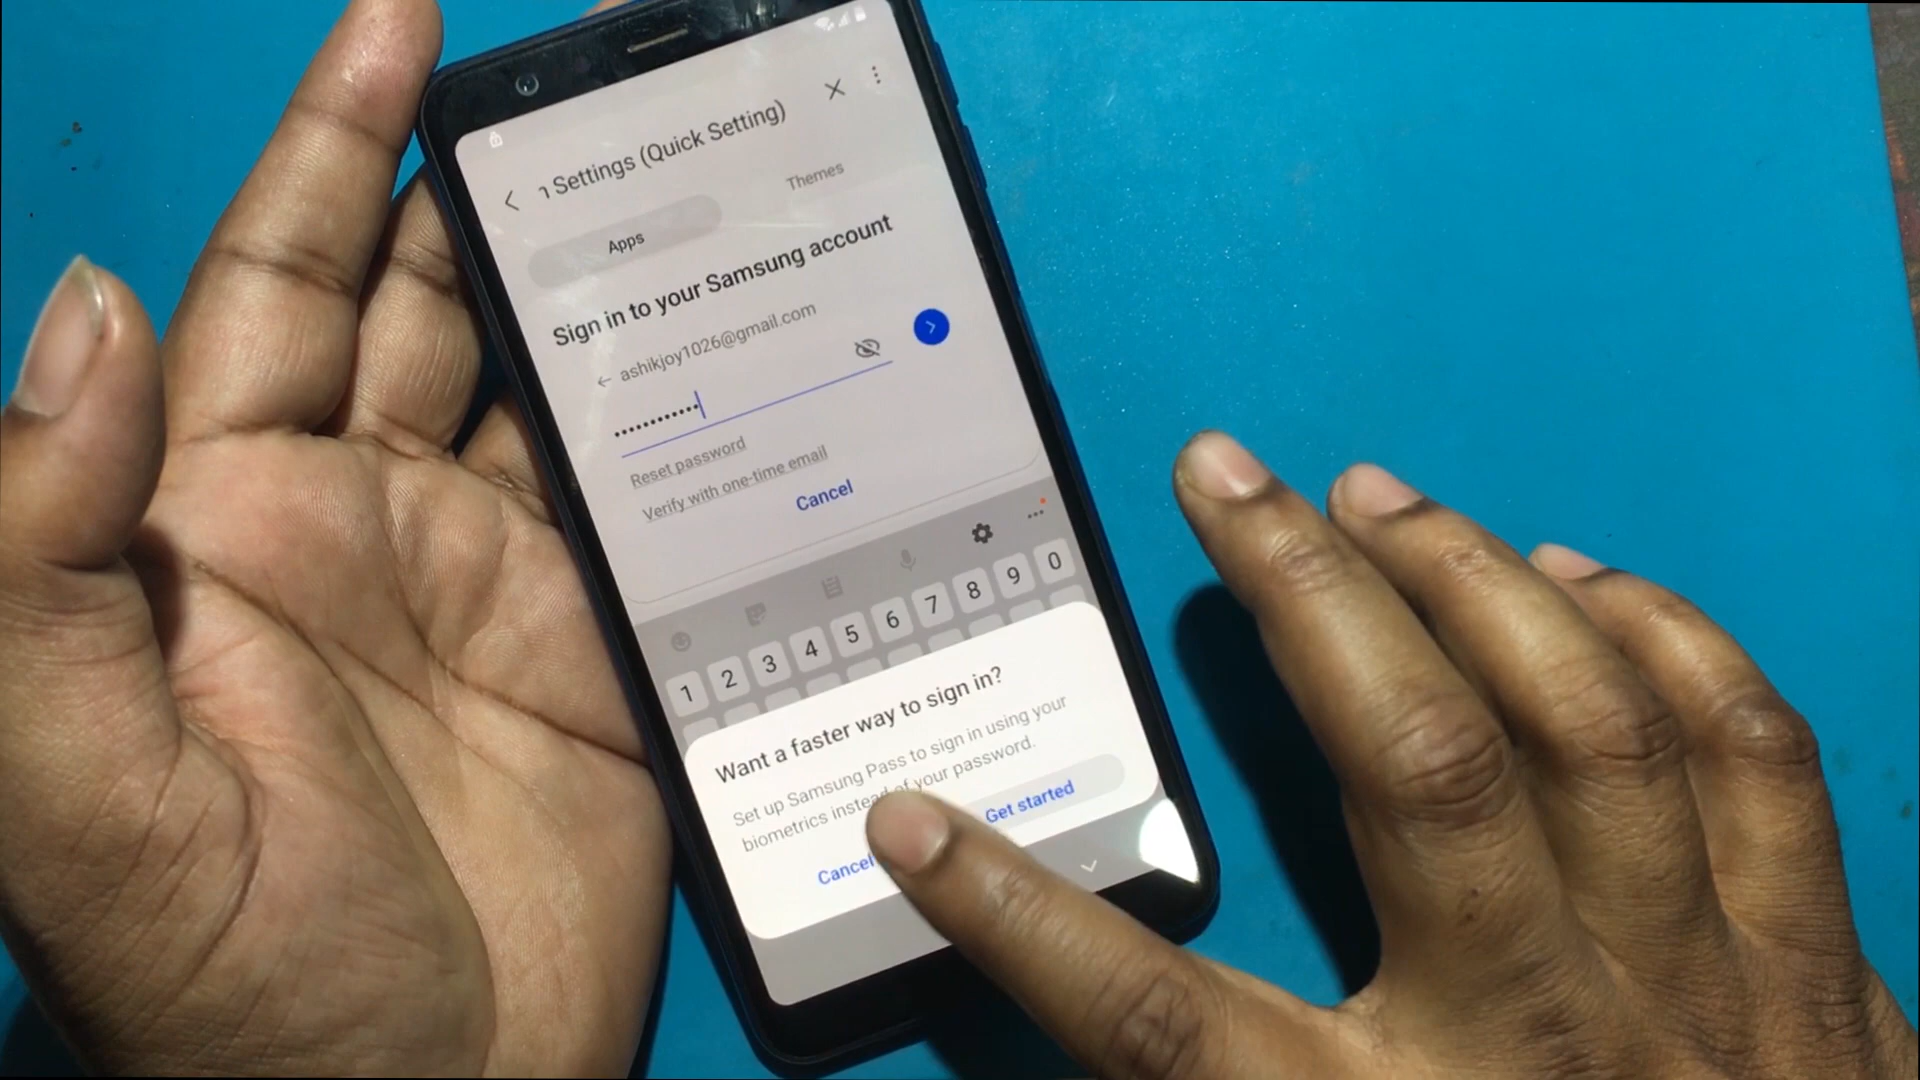 Settings (Quick Setting)
Apps
Themes
Sign in to your Samsung account
ashikjoy1026@gmail.com
••••••••••••
Reset password
Verify with one-time email
Cancel
1 2 3 4 5 6 7 8 9 0
Want a faster way to sign in?
Set up Samsung Pass to sign in using your
biometrics instead of your password.
Cancel
Get started